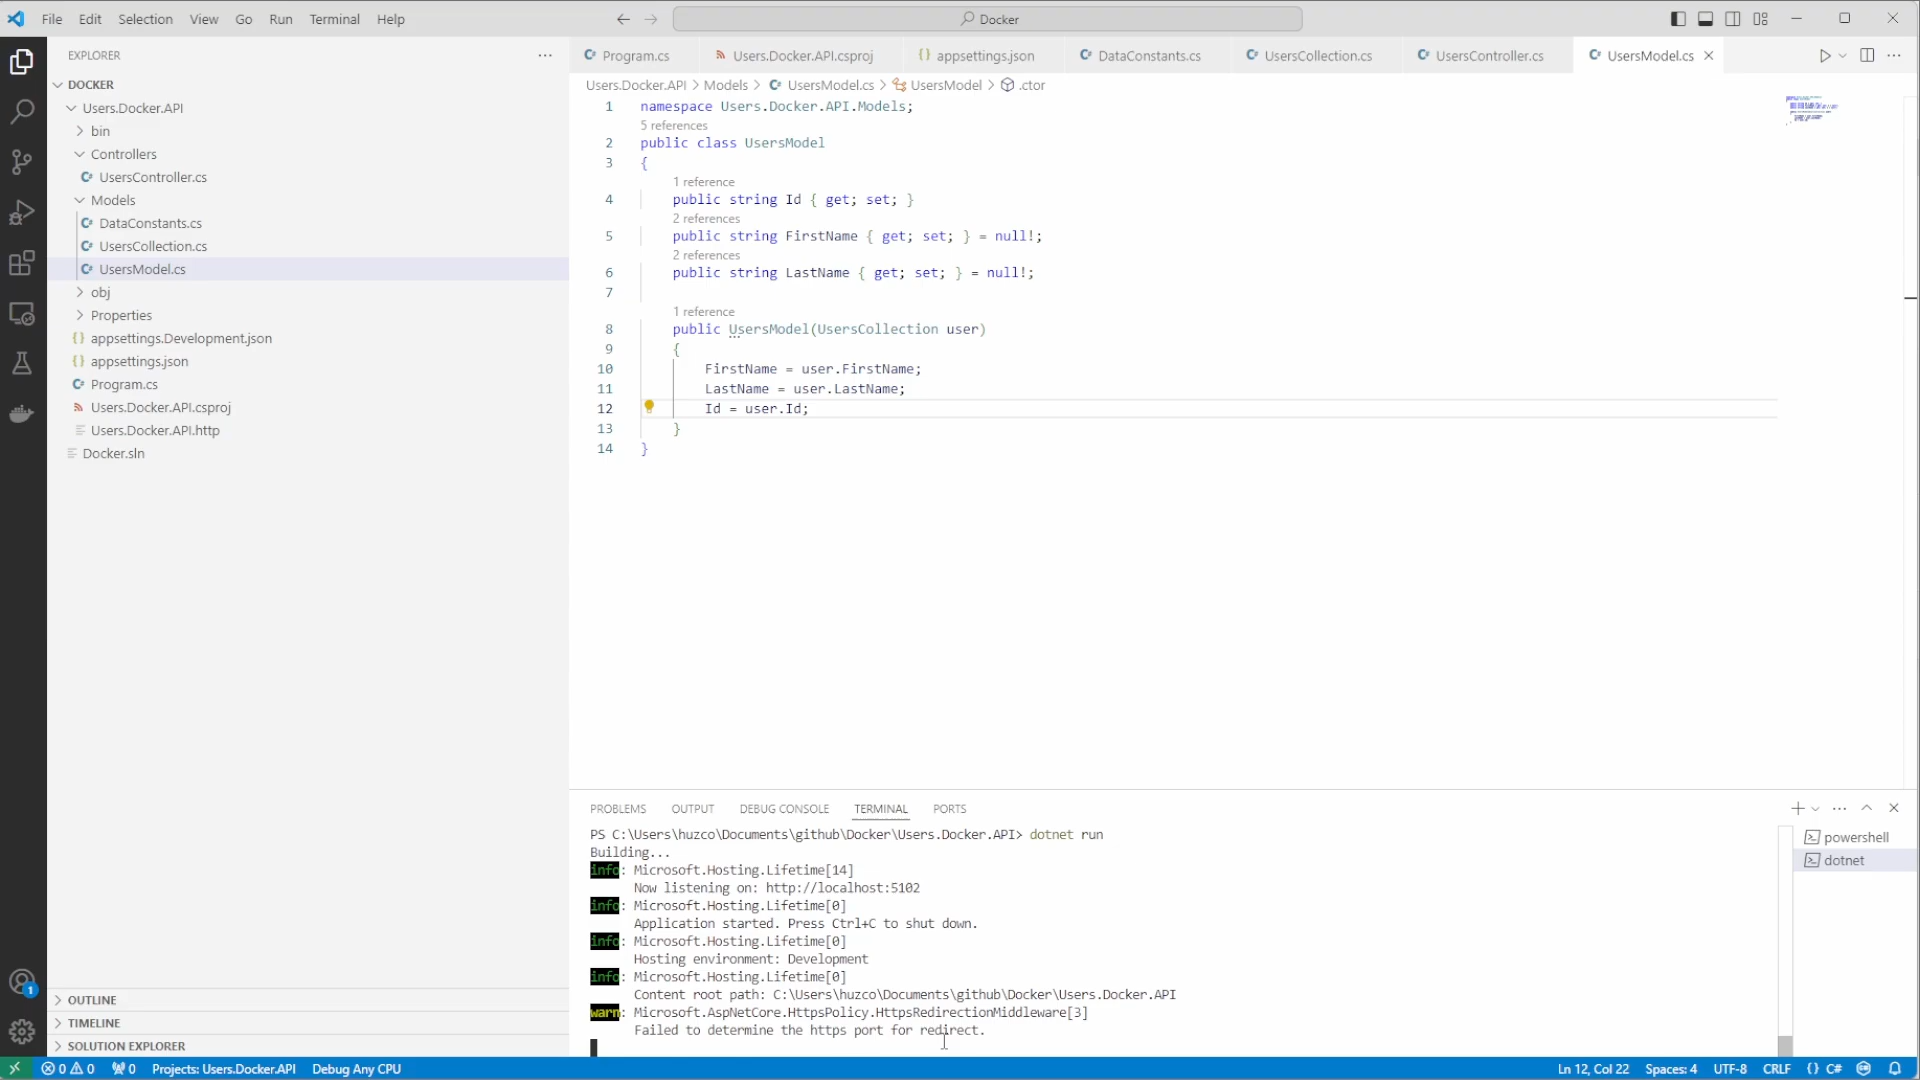 File Edit Selection View Go Run Terminal Help
Docker
EXPLORER
DOCKER
Users.Docker.API
bin
Controllers
UsersController.cs
Models
DataConstants.cs
UsersCollection.cs
UsersModel.cs
obj
Properties
appsettings.Development.json
appsettings.json
Program.cs
Users.Docker.API.csproj
Users.Docker.API.http
Docker.sln
OUTLINE
TIMELINE
SOLUTION EXPLORER
Program.cs Users.Docker.API.csproj appsettings.json DataConstants.cs UsersCollection.cs UsersController.cs UsersModel.cs
Users.Docker.API > Models > UsersModel.cs > UsersModel > .ctor
1 namespace Users.Docker.API.Models;
5 references
2 public class UsersModel
3 {
1 reference
4 public string Id { get; set; }
2 references
5 public string FirstName { get; set; } = null!;
2 references
6 public string LastName { get; set; } = null!;
7
1 reference
8 public UsersModel(UsersCollection user)
9 {
10 FirstName = user.FirstName;
11 LastName = user.LastName;
12 Id = user.Id;
13 }
14 }
PROBLEMS OUTPUT DEBUG CONSOLE TERMINAL PORTS
PS C:\Users\huzco\Documents\github\Docker\Users.Docker.API> dotnet run
Building...
info: Microsoft.Hosting.Lifetime[14]
Now listening on: http://localhost:5102
info: Microsoft.Hosting.Lifetime[0]
Application started. Press Ctrl+C to shut down.
info: Microsoft.Hosting.Lifetime[0]
Hosting environment: Development
info: Microsoft.Hosting.Lifetime[0]
Content root path: C:\Users\huzco\Documents\github\Docker\Users.Docker.API
warn: Microsoft.AspNetCore.HttpsPolicy.HttpsRedirectionMiddleware[3]
Failed to determine the https port for redirect.
powershell
dotnet
1
0 0 0 Projects: Users.Docker.API Debug Any CPU Ln 12, Col 22 Spaces: 4 UTF-8 CRLF {} C#